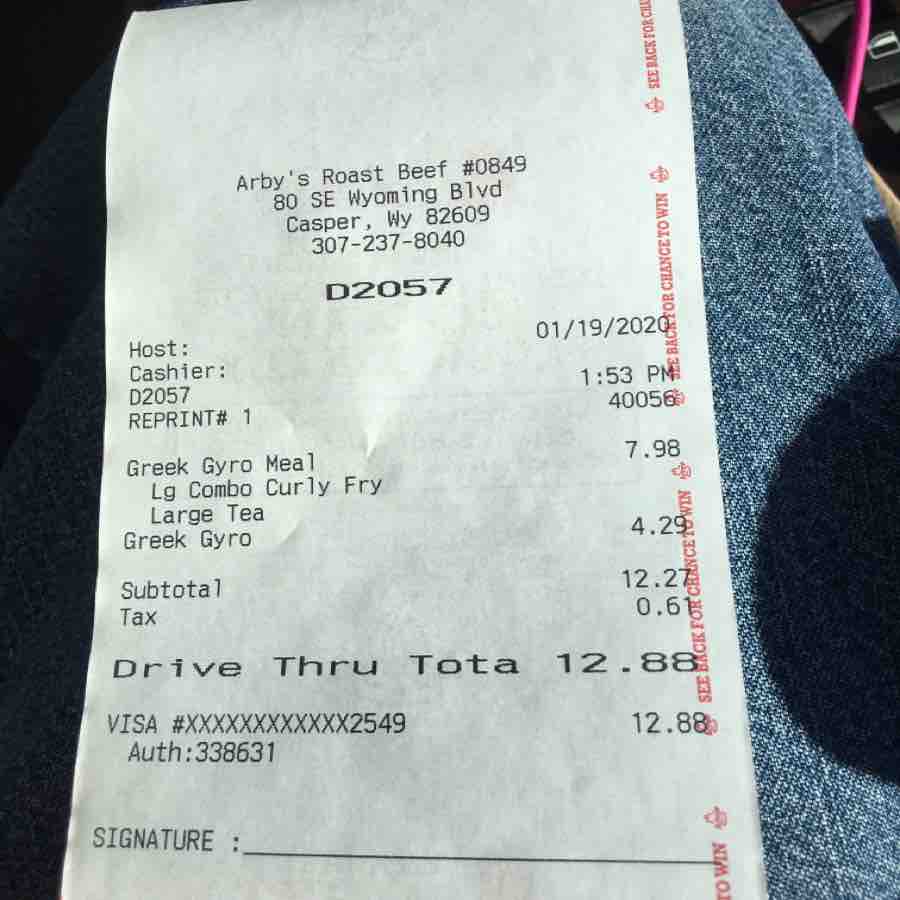 Arby's Roast Beef #0849
80 SE Wyoming Blvd
Casper, Wy 82609
307-237-8040
D2057
01/19/2020
Host:
Cashier: 1:53 PM
D2057 40056
REPRINT# 1
Greek Gyro Meal 7.98
Lg Combo Curly Fry
Large Tea
Greek Gyro 4.29
Subtotal 12.27
Tax 0.61
Drive Thru Tota 12.88
VISA #XXXXXXXXXXXX2549 12.88
Auth:338631
SIGNATURE :
SEE BACK FOR CHA
SEE BACK FOR CHANCE TO WIN
SEE BACK FOR CHANCE TO WIN
TO WIN